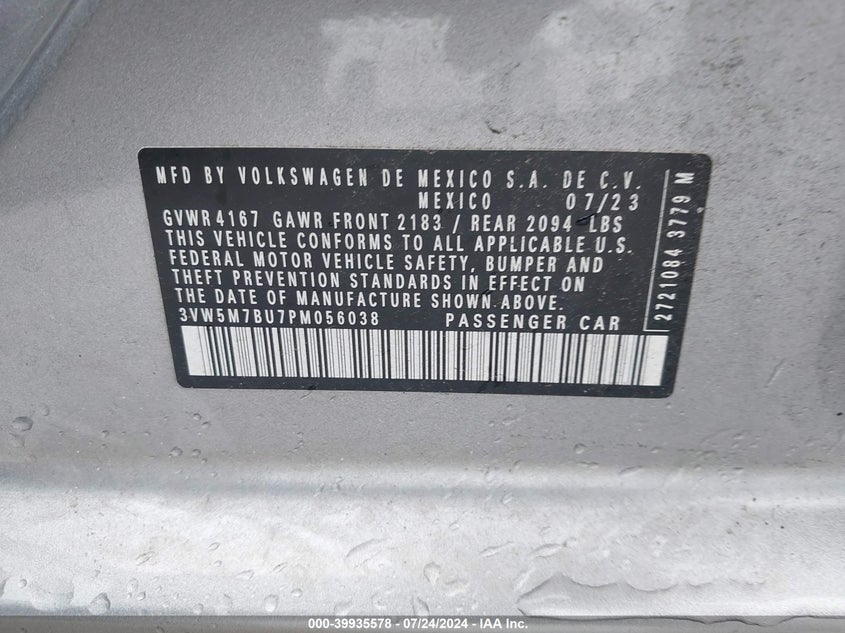 MFD BY VOLKSWAGEN DE MEXICO S.A. DE C.V.
MEXICO 07/23
GVWR 4167 GAWR FRONT 2183 / REAR 2094 LBS
THIS VEHICLE CONFORMS TO ALL APPLICABLE U.S.
FEDERAL MOTOR VEHICLE SAFETY, BUMPER AND
THEFT PREVENTION STANDARDS IN EFFECT ON
THE DATE OF MANUFACTURE SHOWN ABOVE.
3VW5M7BU7PM056038 PASSENGER CAR
2721084 3779 M
000-39935578 - 07/24/2024 - IAA Inc.